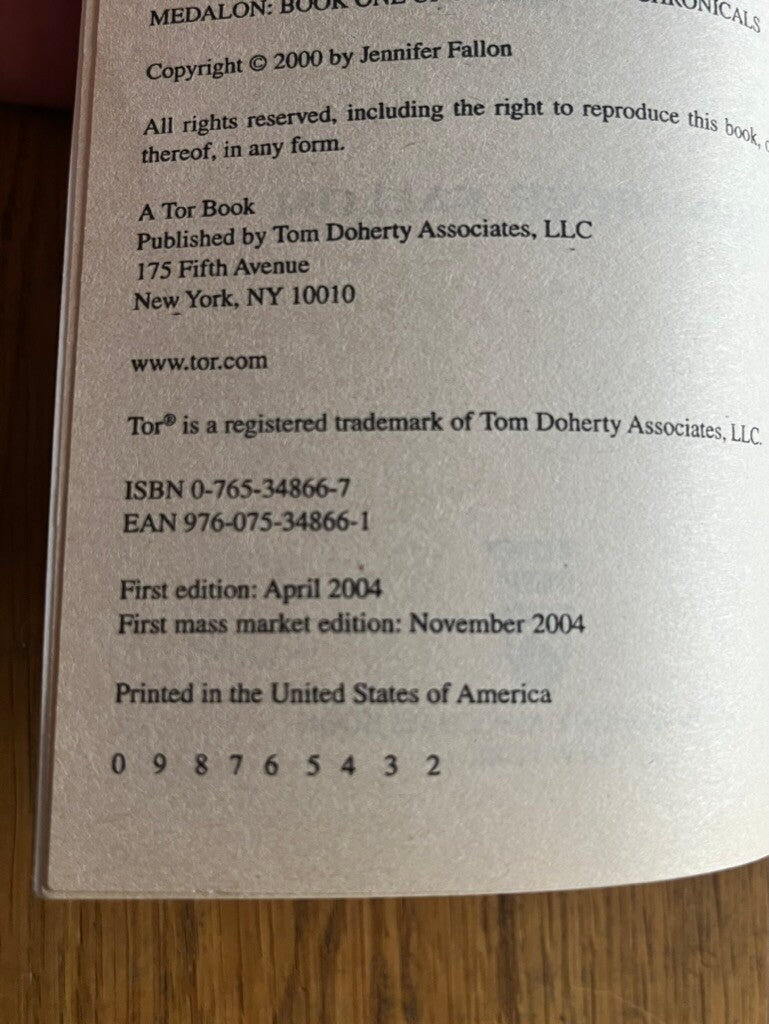 MEDALON: BOOK ONE CHRONICALS
Copyright © 2000 by Jennifer Fallon
All rights reserved, including the right to reproduce this book,
thereof, in any form.
A Tor Book
Published by Tom Doherty Associates, LLC
175 Fifth Avenue
New York, NY 10010
www.tor.com
Tor® is a registered trademark of Tom Doherty Associates, LLC.
ISBN 0-765-34866-7
EAN 976-075-34866-1
First edition: April 2004
First mass market edition: November 2004
Printed in the United States of America
0 9 8 7 6 5 4 3 2